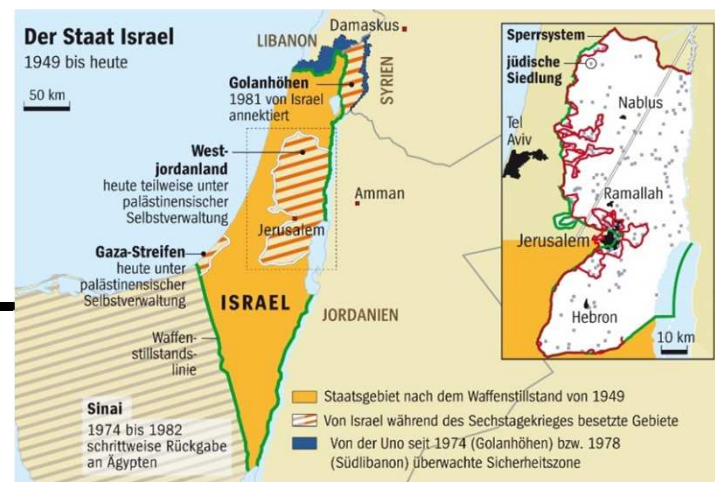 Der Staat Israel
1949 bis heute
50 km
LIBANON
Damaskus
SYRIEN
Golanhöhen
1981 von Israel
annektiert
West-
jordanland
heute teilweise unter
palästinensischer
Selbstverwaltung
Amman
Jerusalem
Gaza-Streifen
heute unter
palästinensischer
Selbstverwaltung
ISRAEL
JORDANIEN
Waffen-
stillstands-
linie
Sinai
1974 bis 1982
schrittweise Rückgabe
an Ägypten
Staatsgebiet nach dem Waffenstillstand von 1949
Von Israel während des Sechstagekrieges besetzte Gebiete
Von der Uno seit 1974 (Golanhöhen) bzw. 1978
(Südlibanon) überwachte Sicherheitszone
Sperrsystem
jüdische
Siedlung
Nablus
Tel
Aviv
Ramallah
Jerusalem
Hebron
10 km